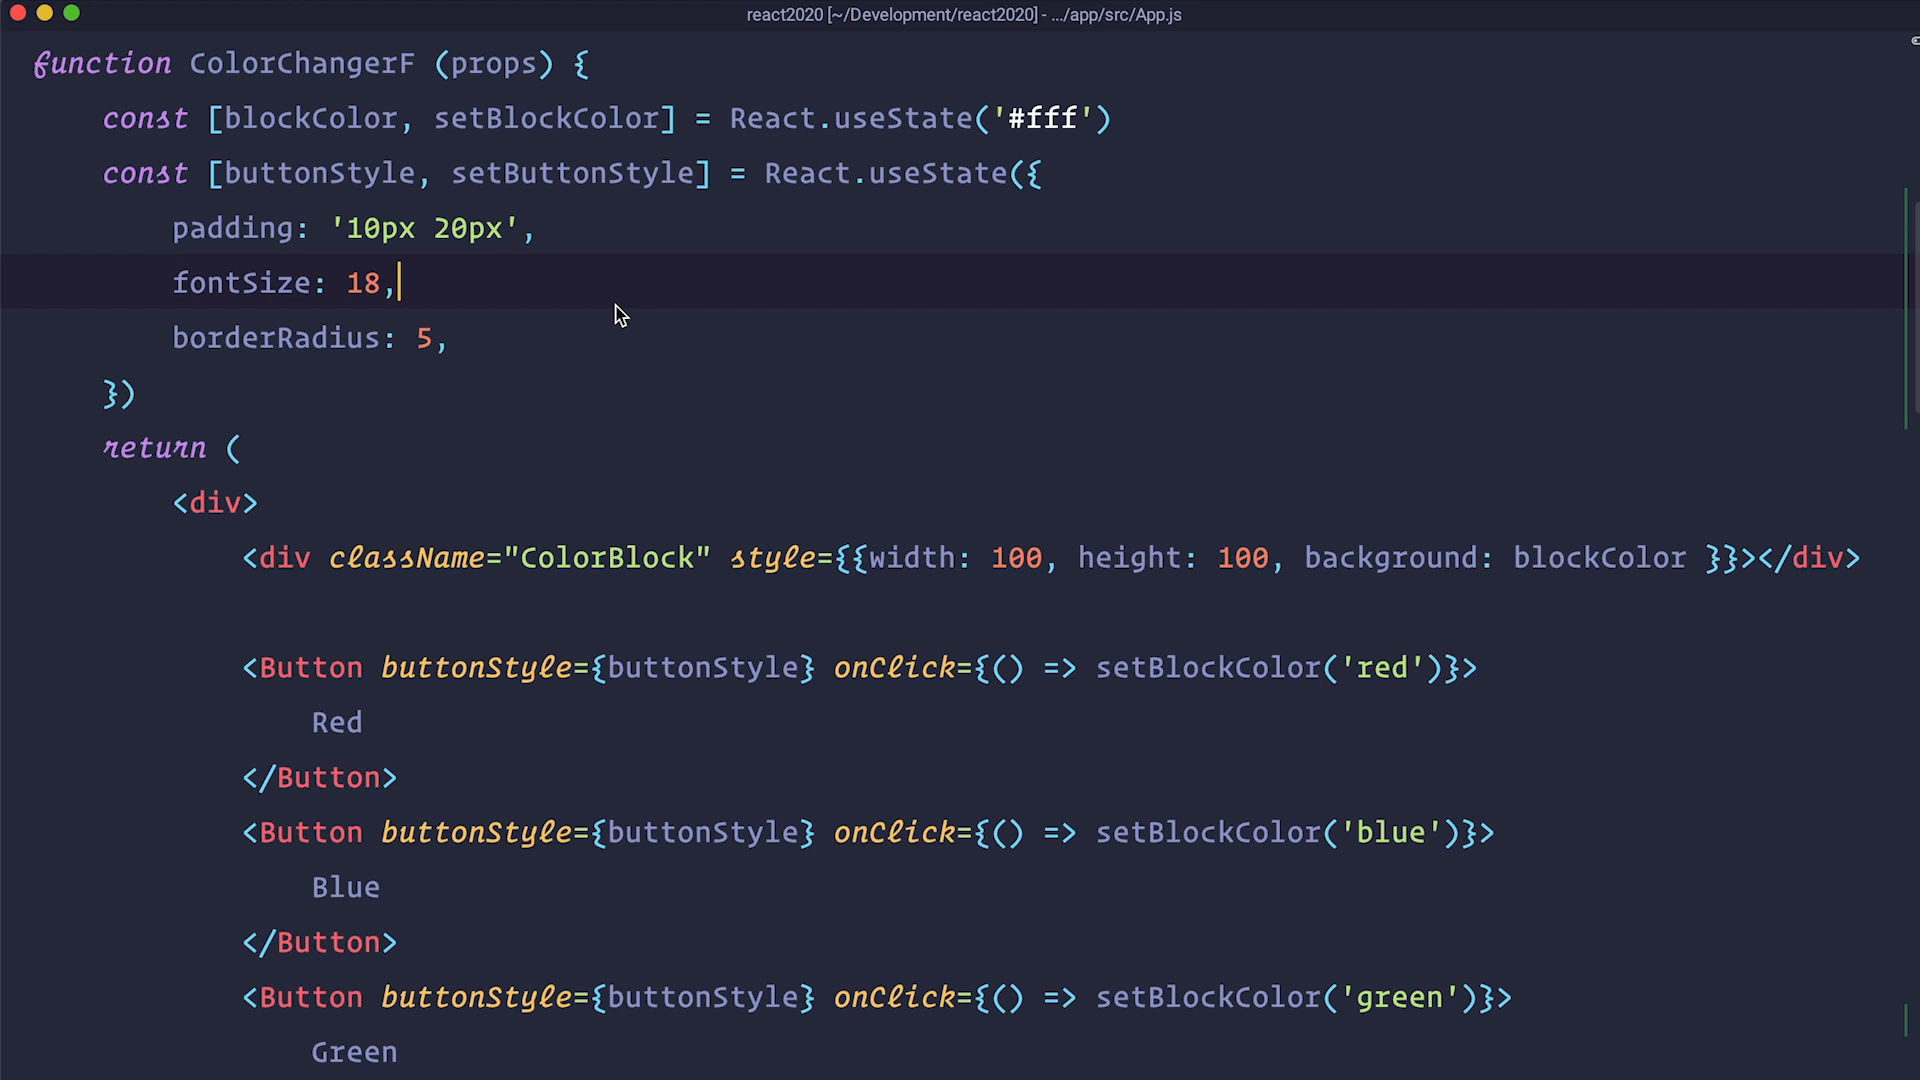 react2020 [~/Development/react2020] - .../app/src/App.js
function ColorChangerF (props) {
    const [blockColor, setBlockColor] = React.useState('#fff')
    const [buttonStyle, setButtonStyle] = React.useState({
        padding: '10px 20px',
        fontSize: 18,
        borderRadius: 5,
    })
    return (
        <div>
            <div className="ColorBlock" style={{width: 100, height: 100, background: blockColor }}></div>

            <Button buttonStyle={buttonStyle} onClick={() => setBlockColor('red')}>
                Red
            </Button>
            <Button buttonStyle={buttonStyle} onClick={() => setBlockColor('blue')}>
                Blue
            </Button>
            <Button buttonStyle={buttonStyle} onClick={() => setBlockColor('green')}>
                Green